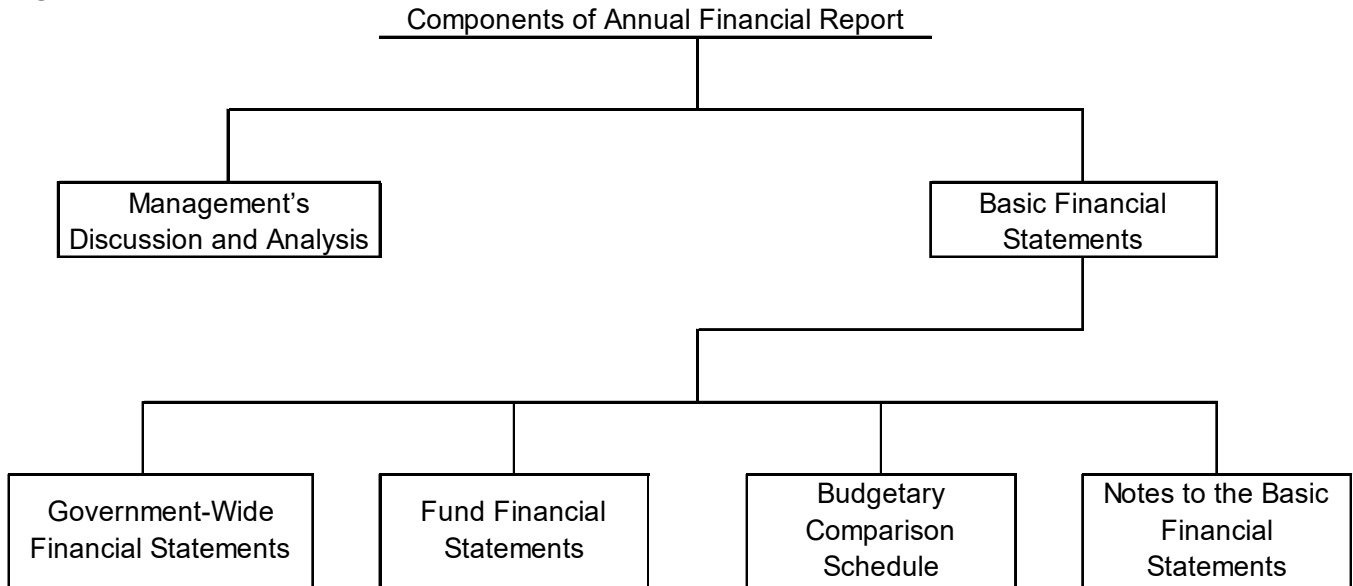 Components of Annual Financial Report
Management’s
Discussion and Analysis
Basic Financial
Statements
Government-Wide
Financial Statements
Fund Financial
Statements
Budgetary
Comparison
Schedule
Notes to the Basic
Financial
Statements